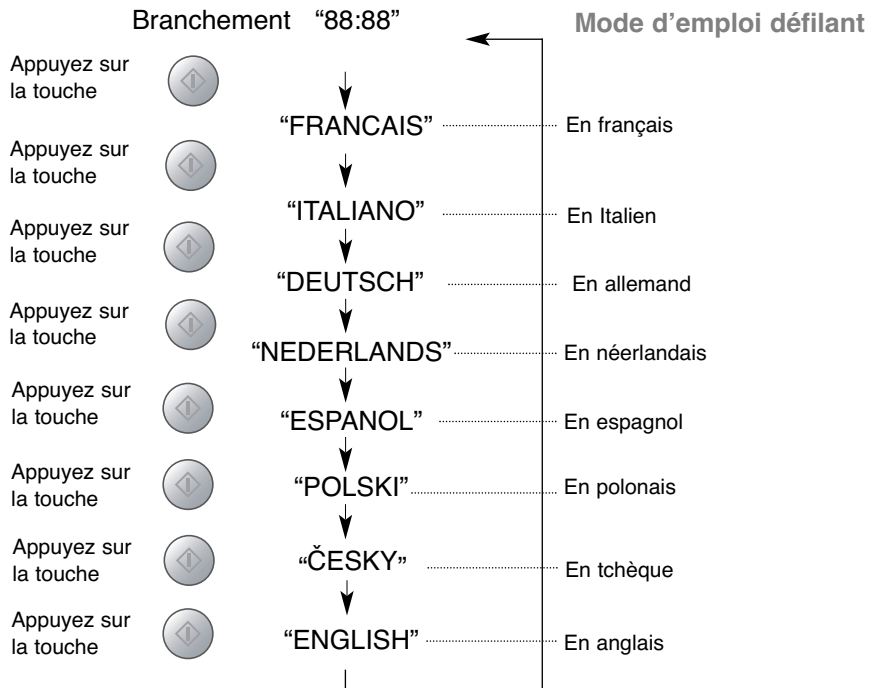 Branchement “88:88” Mode d'emploi défilant
Appuyez sur
la touche
“FRANCAIS” En français
Appuyez sur
la touche
“ITALIANO” En Italien
Appuyez sur
la touche
“DEUTSCH” En allemand
Appuyez sur
la touche
“NEDERLANDS” En néerlandais
Appuyez sur
la touche
“ESPANOL” En espagnol
Appuyez sur
la touche
“POLSKI” En polonais
Appuyez sur
la touche
“ČESKY” En tchèque
Appuyez sur
la touche
“ENGLISH” En anglais